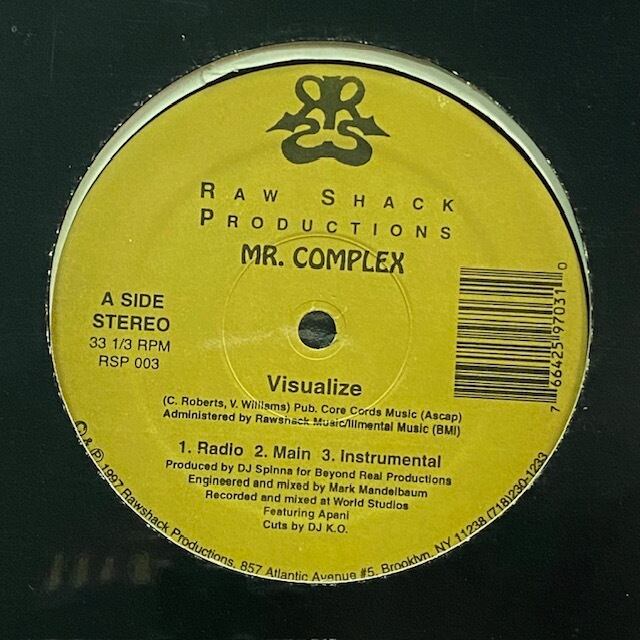 RAW SHACK
PRODUCTIONS
MR. COMPLEX
A SIDE
STEREO
33 1/3 RPM
RSP 003
7 66425 97031 0
Visualize
(C. Roberts, V. Williams) Pub. Core Cords Music (Ascap)
Administered by Rawshack Music/Illmental Music (BMI)
1. Radio 2. Main 3. Instrumental
Produced by DJ Spinna for Beyond Real Productions
Engineered and mixed by Mark Mandelbaum
Recorded and mixed at World Studios
Featuring Apani
Cuts by DJ K.O.
© & ℗ 1997 Rawshack Productions, 857 Atlantic Avenue #5, Brooklyn, NY 11238 (718)230-1233